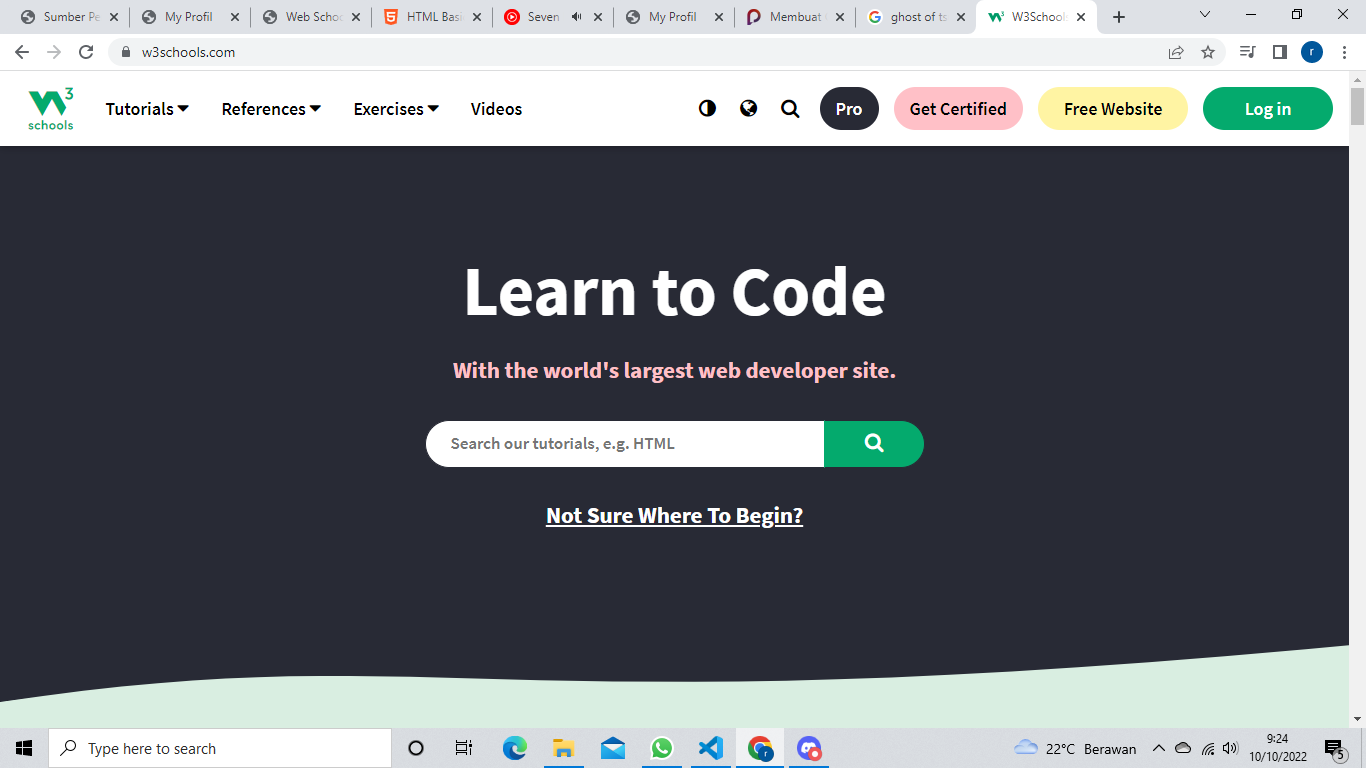 Sumber Pe
My Profil
Web Schoo
HTML Basi
Seven
My Profil
Membuat
ghost of ts
W3Schools
w3schools.com
r
w3 schools
Tutorials
References
Exercises
Videos
Pro
Get Certified
Free Website
Log in
Learn to Code
With the world's largest web developer site.
Search our tutorials, e.g. HTML
Not Sure Where To Begin?
Type here to search
r
22°C Berawan
9:24
10/10/2022
5